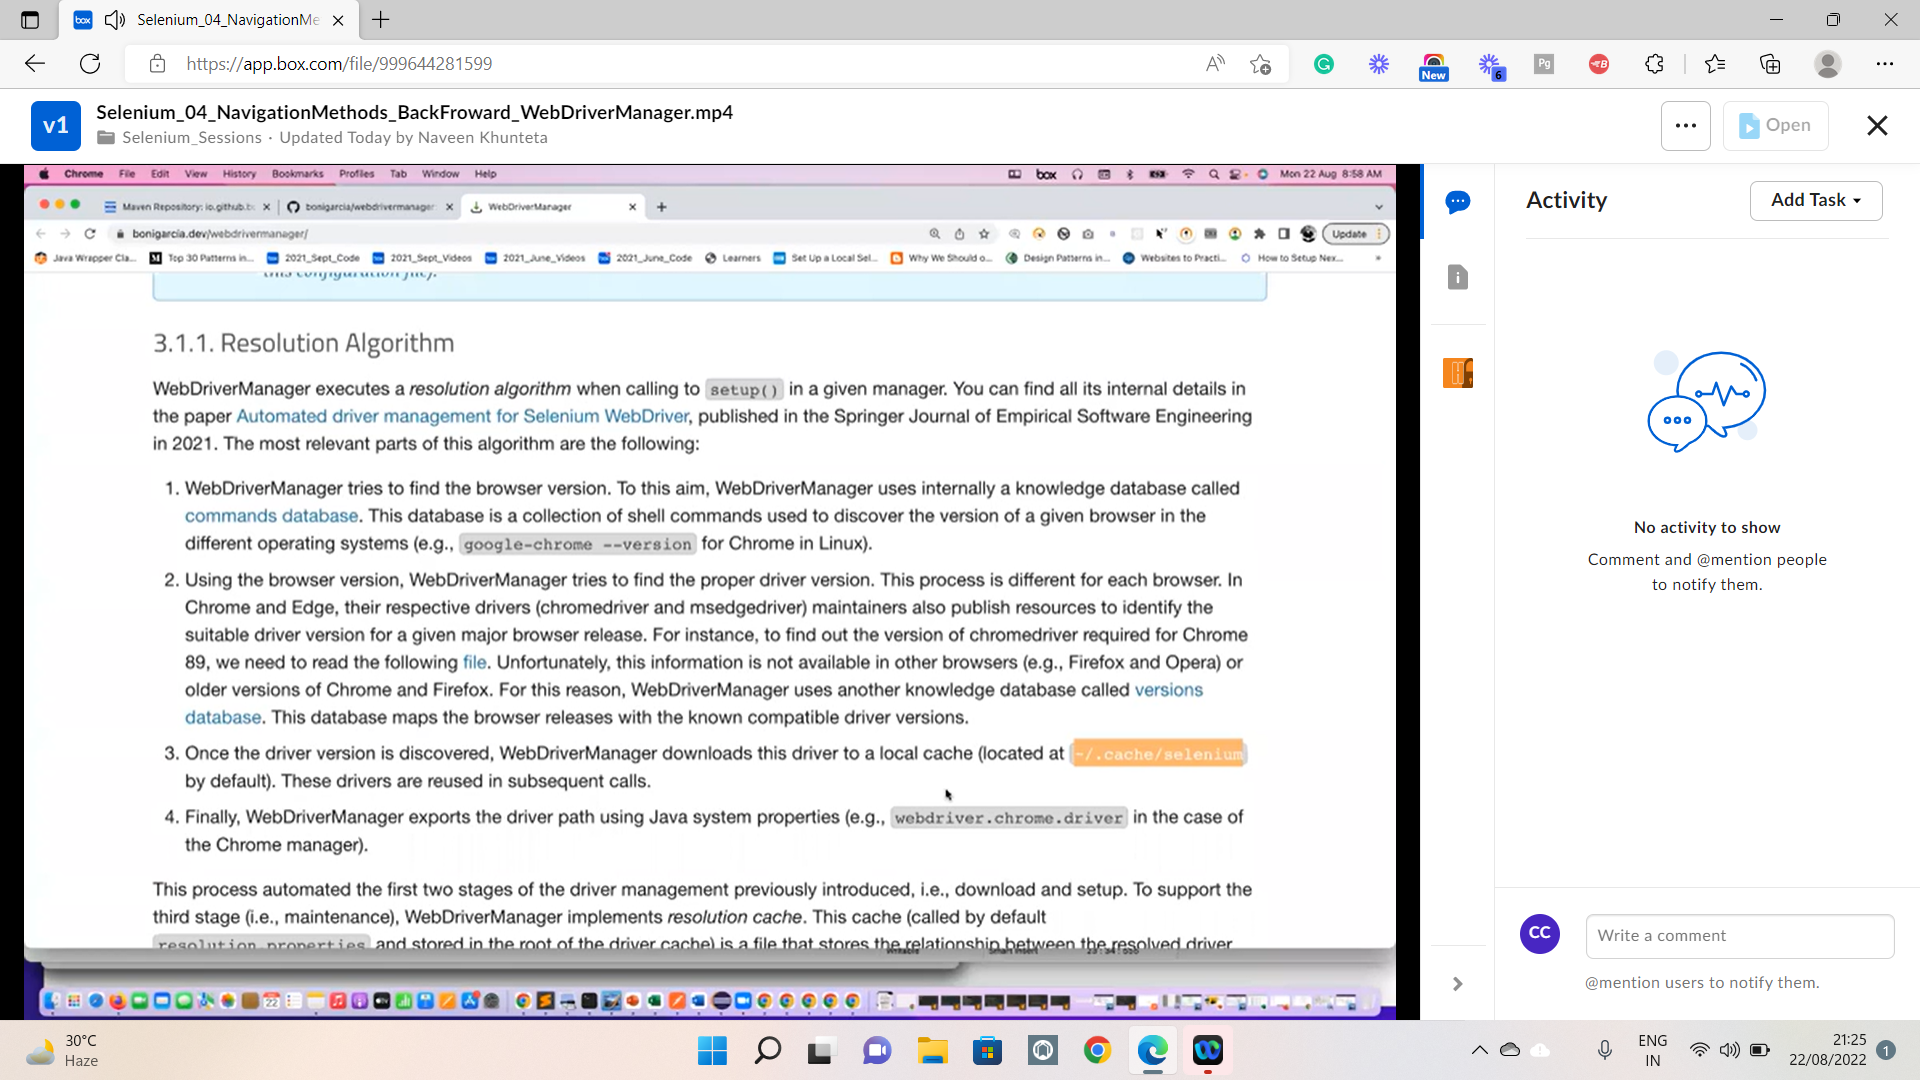 Selenium_04_NavigationMe
https://app.box.com/file/999644281599
New
6
Pg
v1
Selenium_04_NavigationMethods_BackFroward_WebDriverManager.mp4
Selenium_Sessions · Updated Today by Naveen Khunteta
Open
Chrome File Edit View History Bookmarks Profiles Tab Window Help
box
Mon 22 Aug 8:58 AM
Maven Repository: io.github.b
bonigarcia/webdrivermanager
WebDriverManager
bonigarcia.dev/webdrivermanager/
Update
Java Wrapper Cla...
Top 30 Patterns in...
2021_Sept_Code
2021_Sept_Videos
2021_June_Videos
2021_June_Code
Learners
Set Up a Local Sel...
Why We Should o...
Design Patterns in...
Websites to Practi...
How to Setup Nex...
this configuration file).
3.1.1. Resolution Algorithm
WebDriverManager executes a resolution algorithm when calling to setup() in a given manager. You can find all its internal details in
the paper Automated driver management for Selenium WebDriver, published in the Springer Journal of Empirical Software Engineering
in 2021. The most relevant parts of this algorithm are the following:
1. WebDriverManager tries to find the browser version. To this aim, WebDriverManager uses internally a knowledge database called
commands database. This database is a collection of shell commands used to discover the version of a given browser in the
different operating systems (e.g., google-chrome --version for Chrome in Linux).
2. Using the browser version, WebDriverManager tries to find the proper driver version. This process is different for each browser. In
Chrome and Edge, their respective drivers (chromedriver and msedgedriver) maintainers also publish resources to identify the
suitable driver version for a given major browser release. For instance, to find out the version of chromedriver required for Chrome
89, we need to read the following file. Unfortunately, this information is not available in other browsers (e.g., Firefox and Opera) or
older versions of Chrome and Firefox. For this reason, WebDriverManager uses another knowledge database called versions
database. This database maps the browser releases with the known compatible driver versions.
3. Once the driver version is discovered, WebDriverManager downloads this driver to a local cache (located at ~/.cache/selenium
by default). These drivers are reused in subsequent calls.
4. Finally, WebDriverManager exports the driver path using Java system properties (e.g., webdriver.chrome.driver in the case of
the Chrome manager).
This process automated the first two stages of the driver management previously introduced, i.e., download and setup. To support the
third stage (i.e., maintenance), WebDriverManager implements resolution cache. This cache (called by default
resolution.properties and stored in the root of the driver cache) is a file that stores the relationship between the resolved driver
Writable
Smart Insert
Activity
Add Task
No activity to show
Comment and @mention people
to notify them.
CC
Write a comment
@mention users to notify them.
30°C
Haze
ENG
IN
21:25
22/08/2022
1